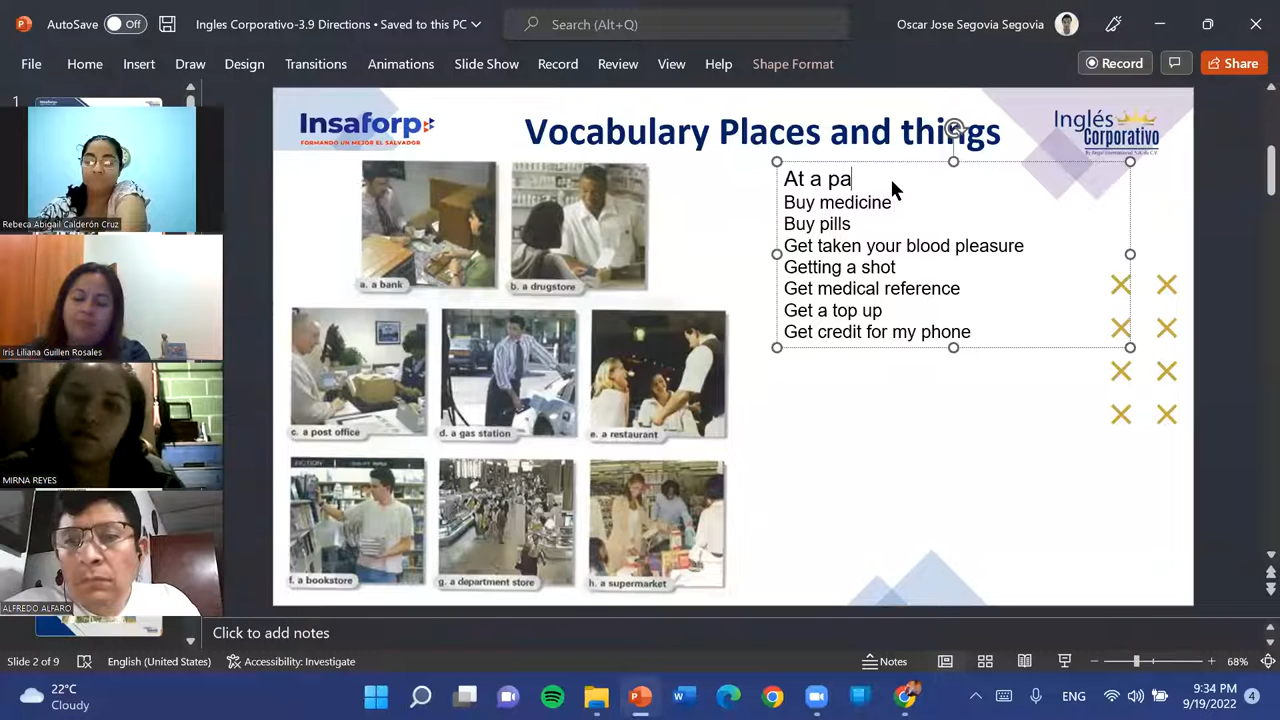 AutoSave Off Ingles Corporativo-3.9 Directions • Saved to this PC Search (Alt+Q) Oscar Jose Segovia Segovia
File Home Insert Draw Design Transitions Animations Slide Show Record Review View Help Shape Format Record Share
1
Insaforp
FORMANDO UN MEJOR EL SALVADOR
Vocabulary Places and things
Inglés
Corporativo
At a pa
Buy medicine
Buy pills
Get taken your blood pleasure
Getting a shot
Get medical reference
Get a top up
Get credit for my phone
a. a bank
b. a drugstore
c. a post office
d. a gas station
e. a restaurant
FICTION
f. a bookstore
g. a department store
h. a supermarket
Rebeca Abigail Calderón Cruz
Iris Liliana Guillen Rosales
MIRNA REYES
ALFREDO ALFARO
Click to add notes
Slide 2 of 9 English (United States) Accessibility: Investigate Notes 68%
22°C
Cloudy
ENG
9:34 PM
9/19/2022
4